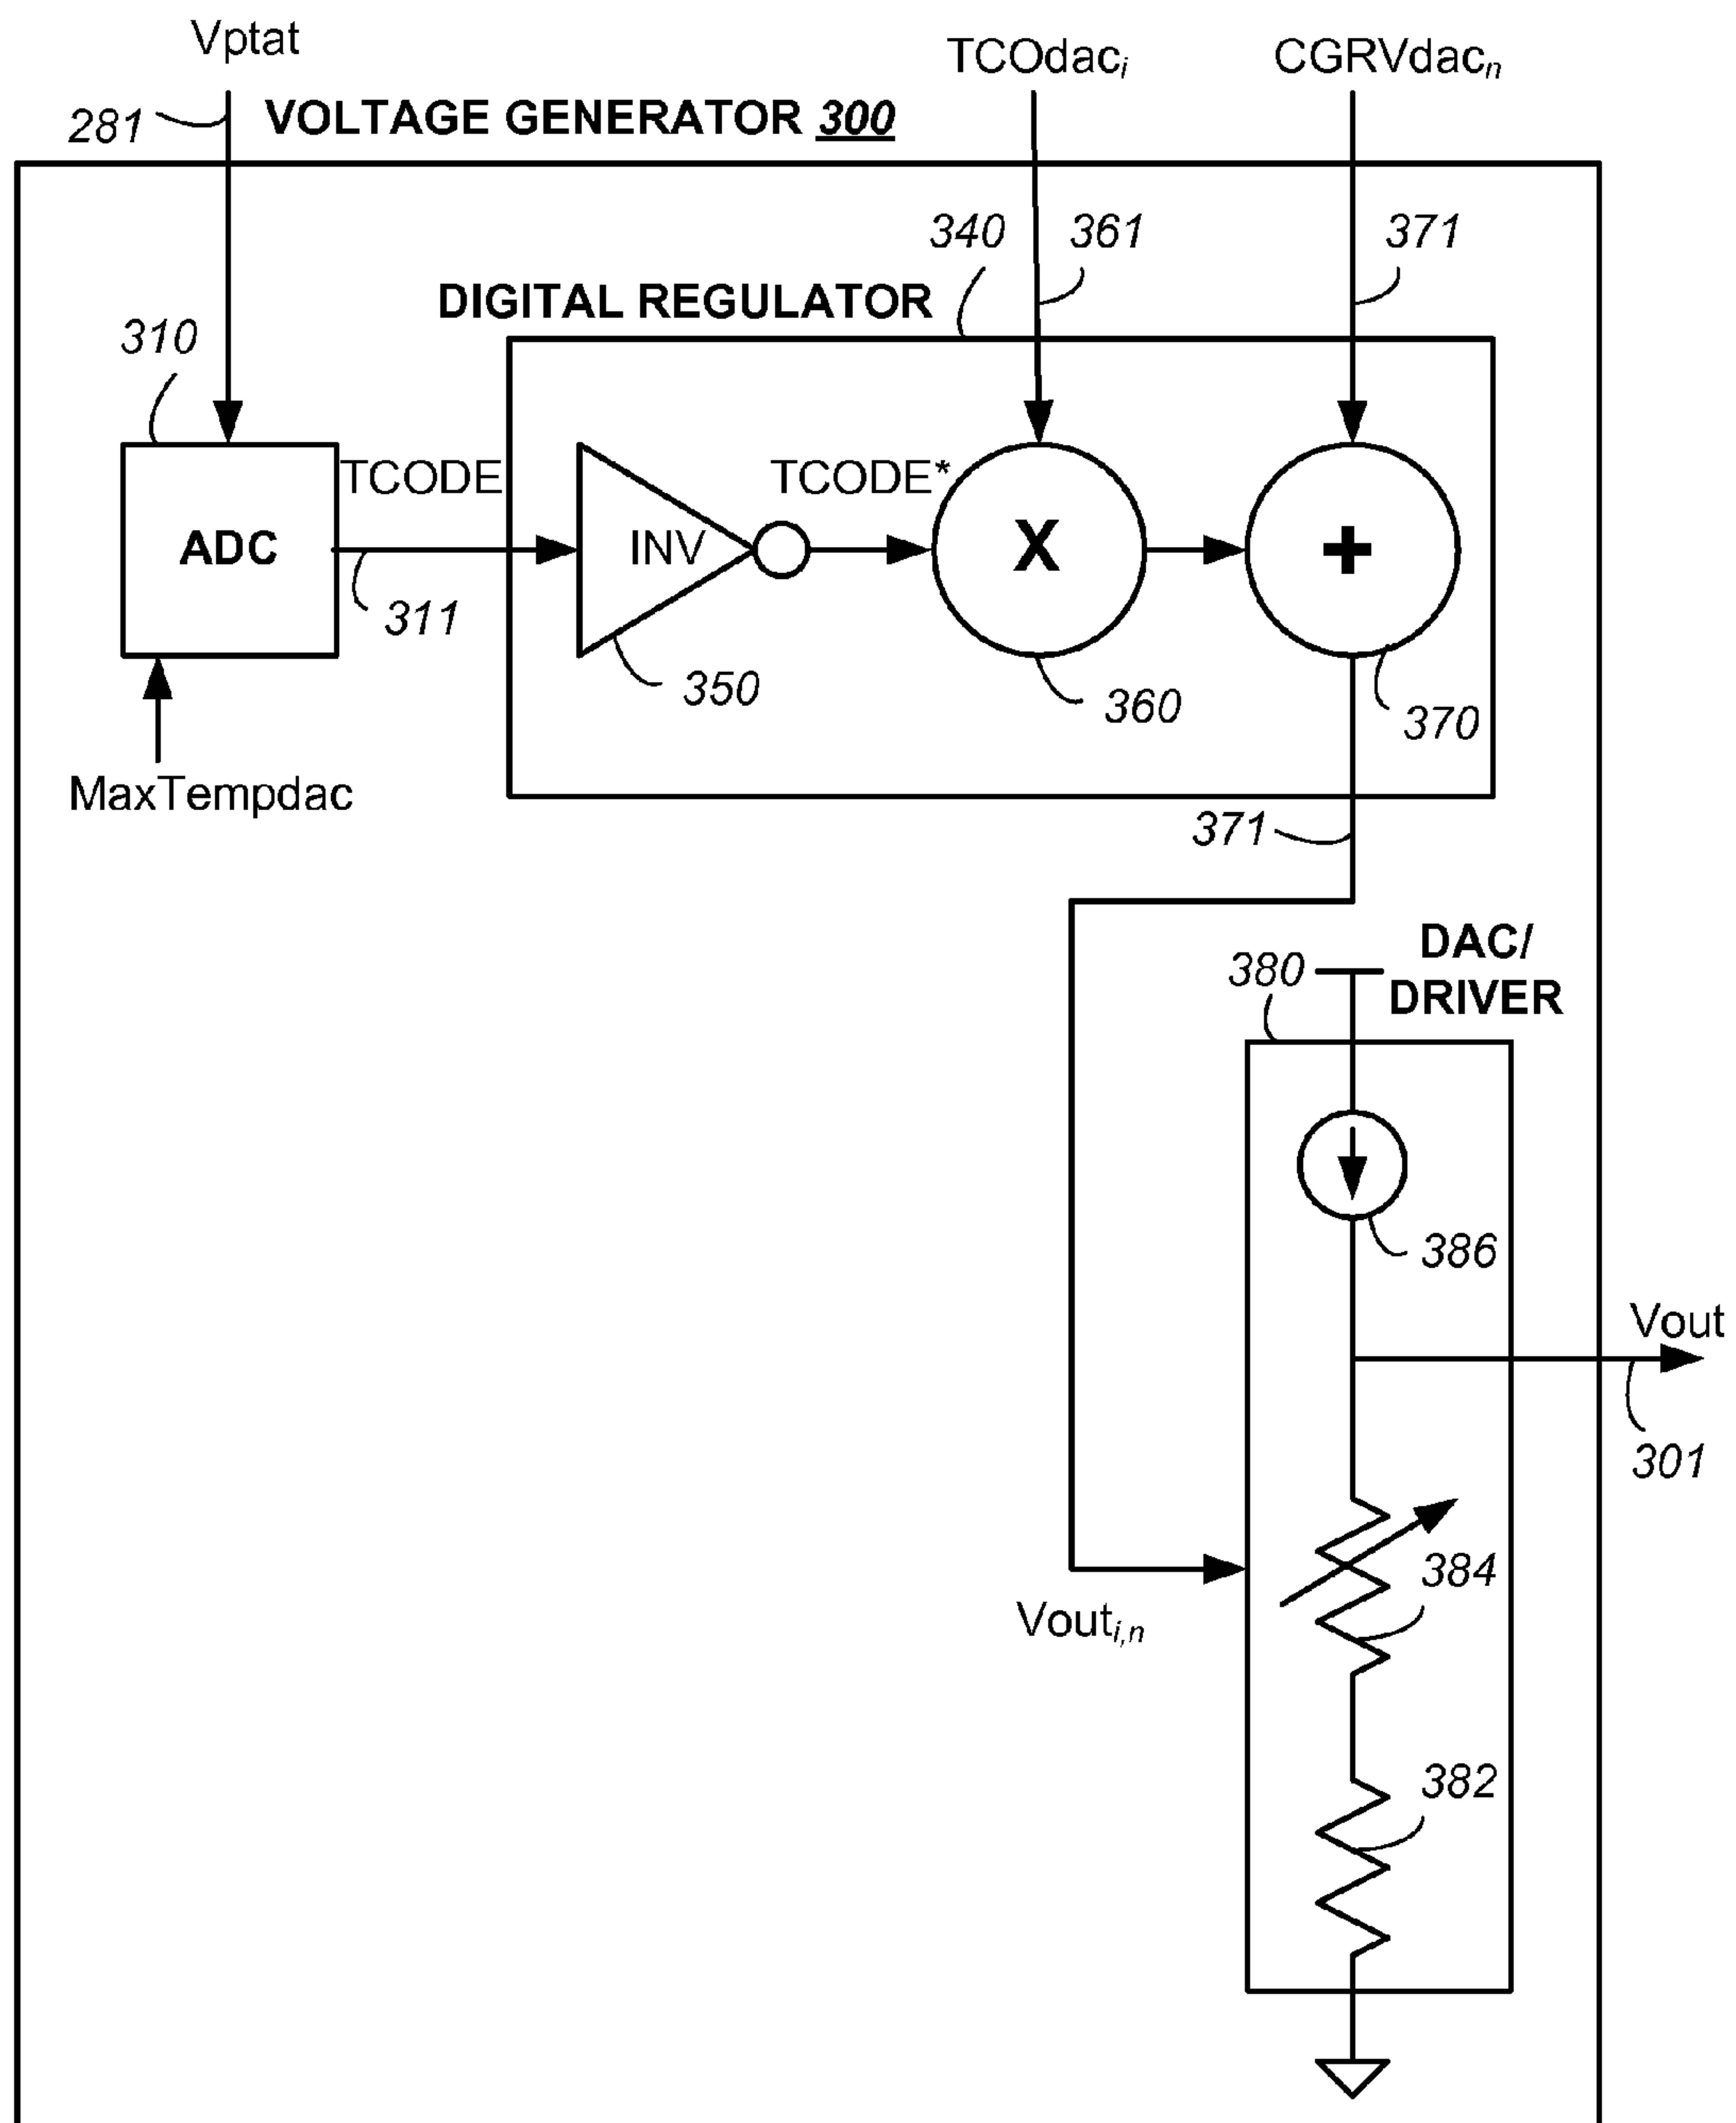 Vptat
TCOdaci
CGRVdacn
281
VOLTAGE GENERATOR 300
340
361
371
DIGITAL REGULATOR
310
TCODE
TCODE*
ADC
INV
X
+
311
350
360
370
MaxTempdac
371
DAC/
DRIVER
380
386
Vout
301
384
Vouti,n
382